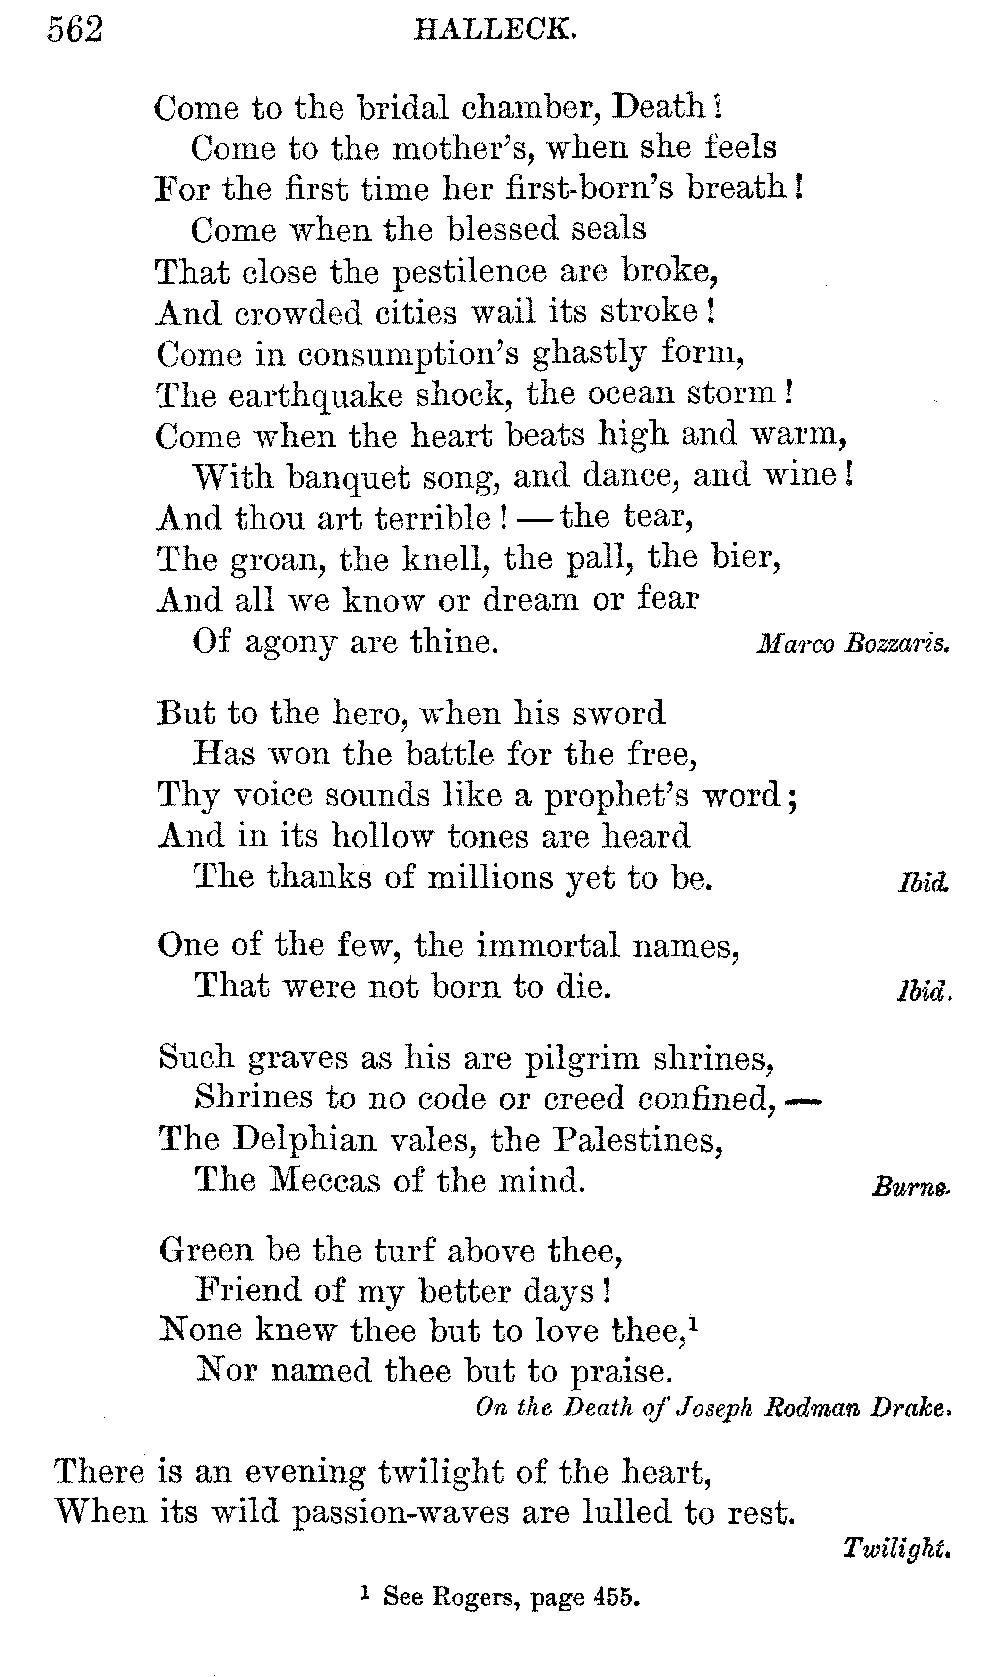 562 HALLECK.
Come to the bridal chamber, Death!
Come to the mother's, when she feels
For the first time her first-born's breath!
Come when the blessed seals
That close the pestilence are broke,
And crowded cities wail its stroke!
Come in consumption's ghastly form,
The earthquake shock, the ocean storm!
Come when the heart beats high and warm,
With banquet song, and dance, and wine!
And thou art terrible! — the tear,
The groan, the knell, the pall, the bier,
And all we know or dream or fear
Of agony are thine. Marco Bozzaris.
But to the hero, when his sword
Has won the battle for the free,
Thy voice sounds like a prophet's word;
And in its hollow tones are heard
The thanks of millions yet to be. Ibid.
One of the few, the immortal names,
That were not born to die. Ibid.
Such graves as his are pilgrim shrines,
Shrines to no code or creed confined, —
The Delphian vales, the Palestines,
The Meccas of the mind. Burns.
Green be the turf above thee,
Friend of my better days!
None knew thee but to love thee,¹
Nor named thee but to praise.
On the Death of Joseph Rodman Drake.
There is an evening twilight of the heart,
When its wild passion-waves are lulled to rest.
Twilight.
¹ See Rogers, page 455.